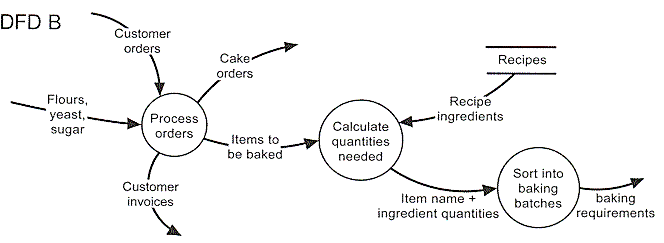 DFD B
Customer
orders
Cake
orders
Recipes
Flours,
yeast,
sugar
Process
orders
Items to
be baked
Calculate
quantities
needed
Recipe
ingredients
Customer
invoices
Item name +
ingredient quantities
Sort into
baking
batches
baking
requirements